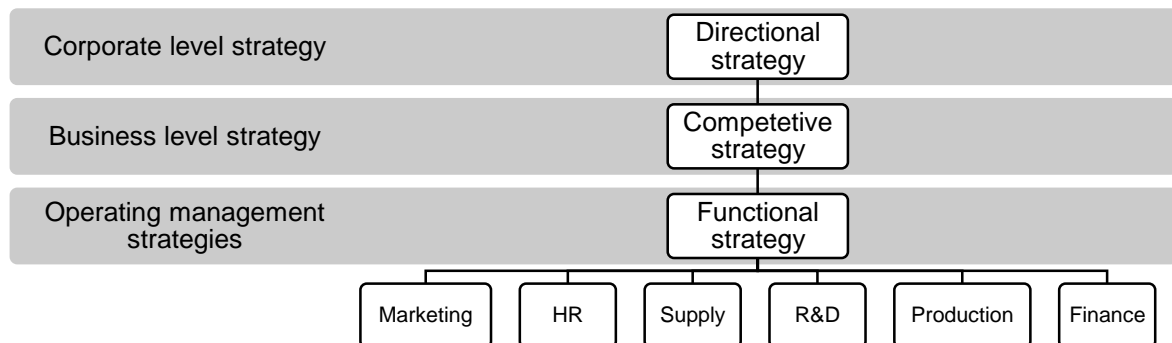 Corporate level strategy
Directional
strategy
Business level strategy
Competetive
strategy
Operating management
strategies
Functional
strategy
Marketing
HR
Supply
R&D
Production
Finance